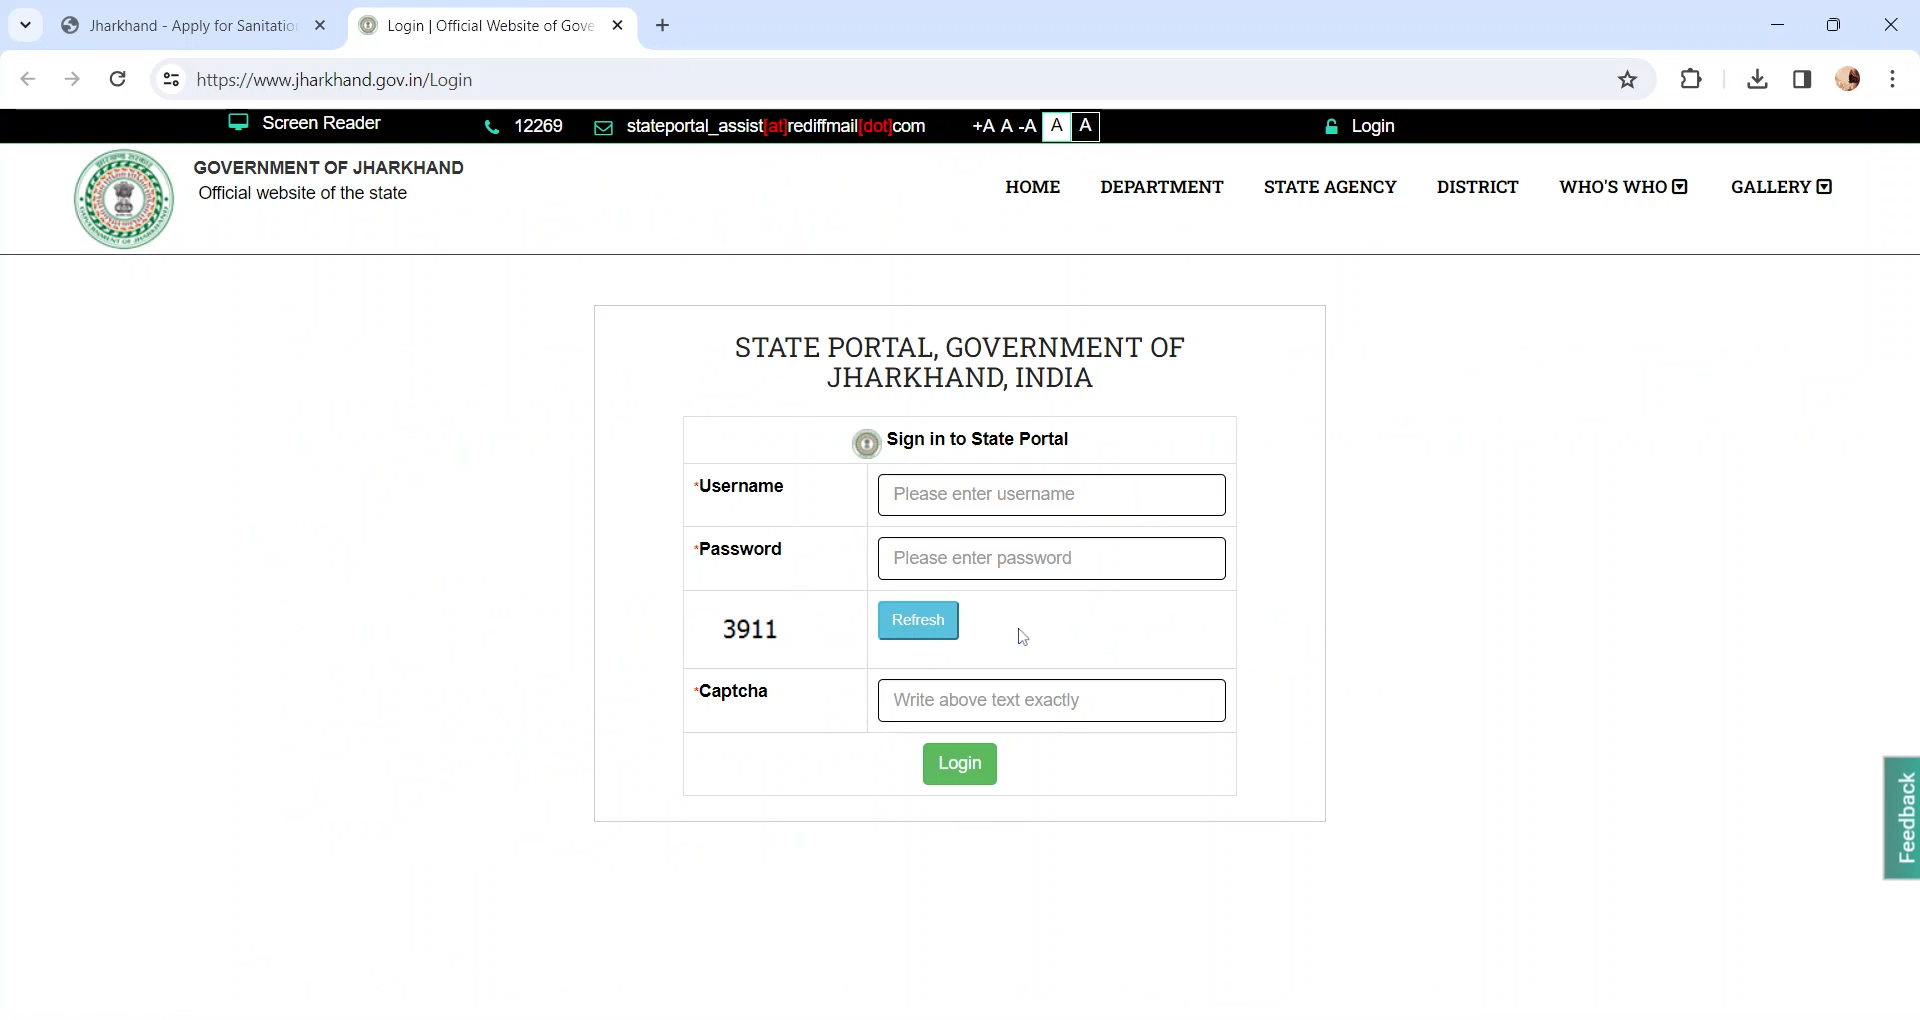 Jharkhand - Apply for Sanitation
Login | Official Website of Gove
https://www.jharkhand.gov.in/Login
Screen Reader
12269
stateportal_assist[at]rediffmail[dot]com
+A A -A A A
Login
GOVERNMENT OF JHARKHAND
Official website of the state
HOME DEPARTMENT STATE AGENCY DISTRICT WHO'S WHO GALLERY
STATE PORTAL, GOVERNMENT OF
JHARKHAND, INDIA
Sign in to State Portal
*Username Please enter username
*Password Please enter password
3911 Refresh
*Captcha Write above text exactly
Login
Feedback